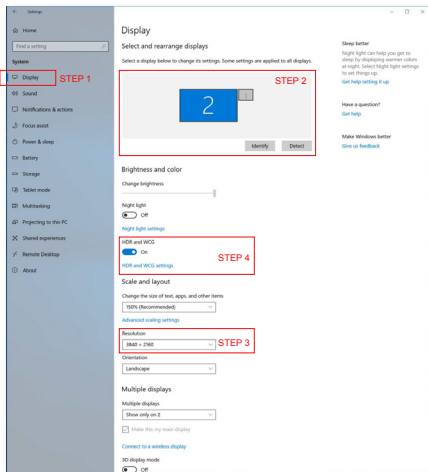 Settings
Home
Find a setting
System
Display
STEP 1
Sound
Notifications & actions
Focus assist
Power & sleep
Battery
Storage
Tablet mode
Multitasking
Projecting to this PC
Shared experiences
Remote Desktop
About
Display
Select and rearrange displays
Select a display below to change its settings. Some settings are applied to all displays.
STEP 2
2
1
Identify
Detect
Brightness and color
Change brightness
Night light
Off
Night light settings
HDR and WCG
On
STEP 4
HDR and WCG settings
Scale and layout
Change the size of text, apps, and other items
150% (Recommended)
Advanced scaling settings
Resolution
3840 × 2160
STEP 3
Orientation
Landscape
Multiple displays
Multiple displays
Show only on 2
Make this my main display
Connect to a wireless display
3D display mode
Off
Sleep better
Night light can help you get to
sleep by displaying warmer colors
at night. Select Night light settings
to set things up.
Get help setting it up
Have a question?
Get help
Make Windows better
Give us feedback